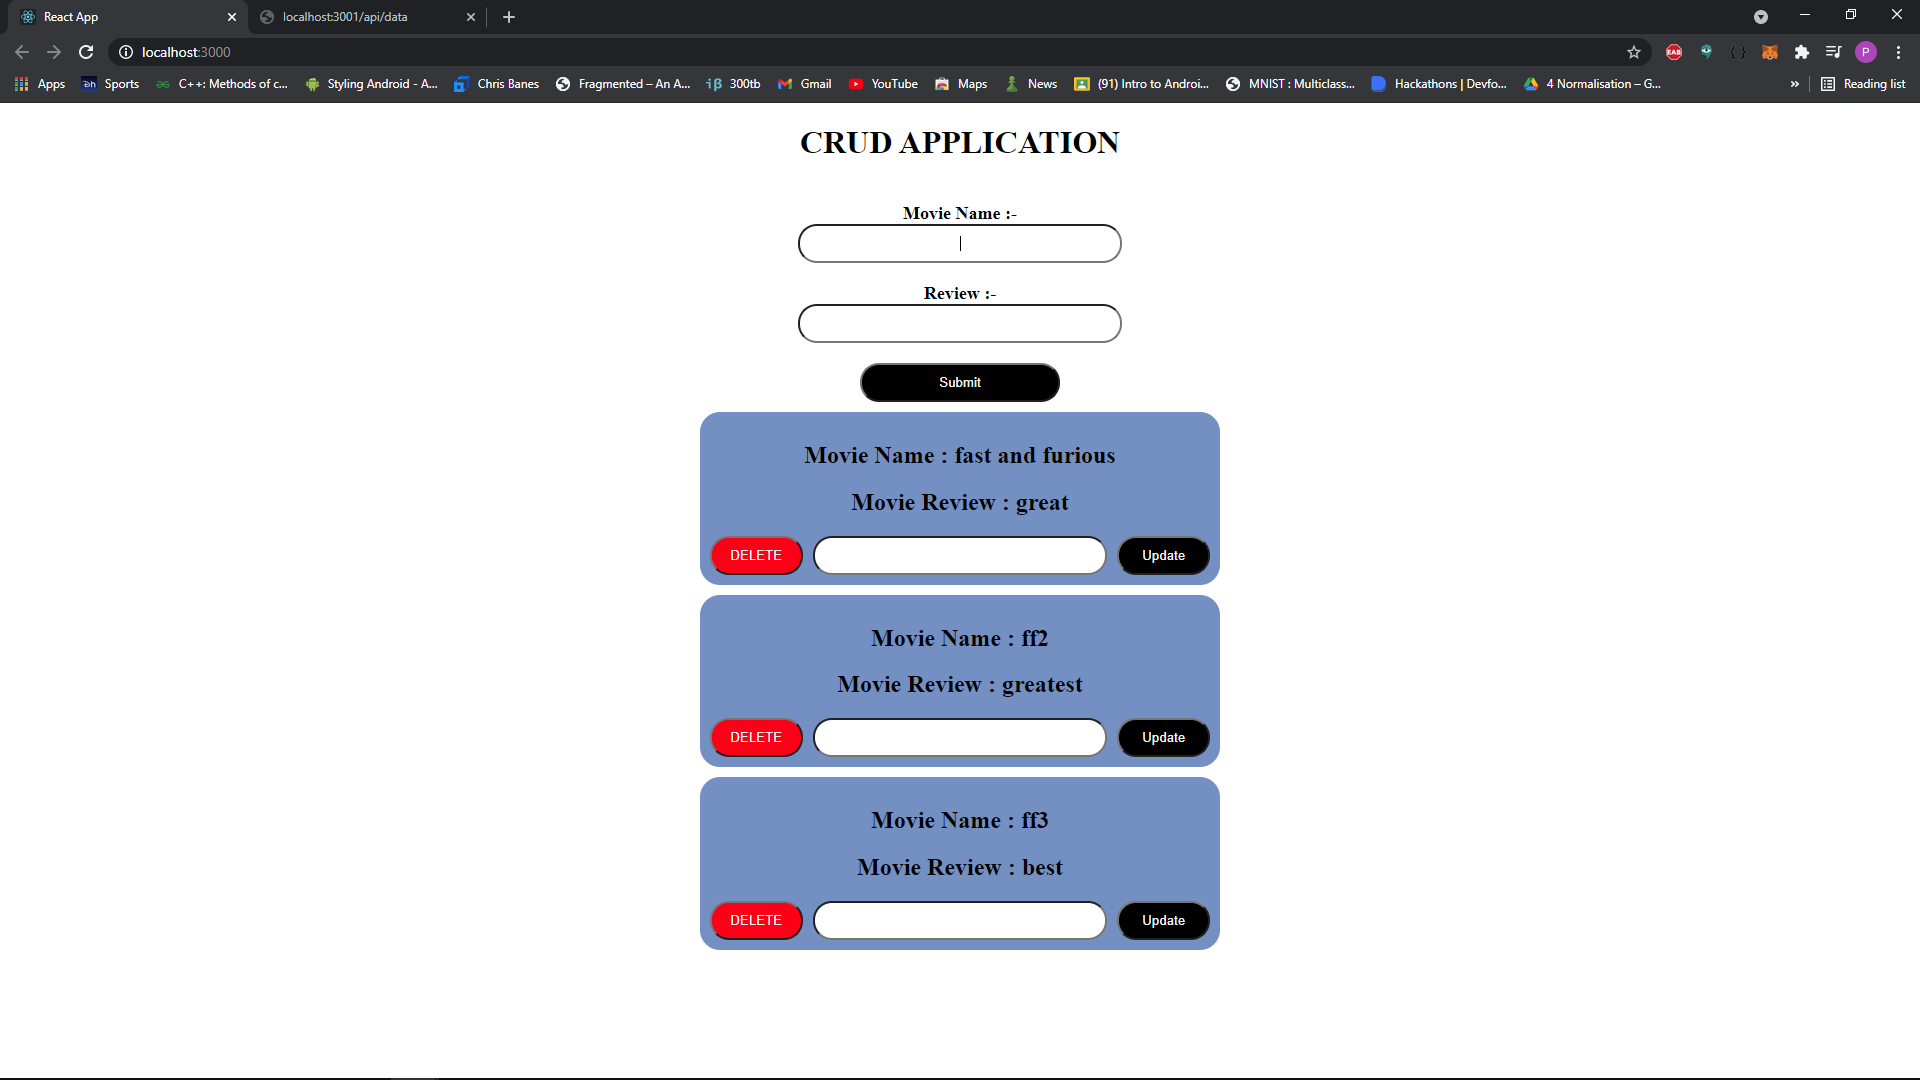 React App
localhost:3001/api/data
localhost:3000
P
EAB
Apps
Sports
C++: Methods of c...
Styling Android - A...
Chris Banes
Fragmented – An A...
300tb
Gmail
YouTube
Maps
News
(91) Intro to Androi...
MNIST : Multiclass...
Hackathons | Devfo...
4 Normalisation – G...
»
Reading list
CRUD APPLICATION
Movie Name :-
Review :-
Submit
Movie Name : fast and furious
Movie Review : great
DELETE
Update
Movie Name : ff2
Movie Review : greatest
DELETE
Update
Movie Name : ff3
Movie Review : best
DELETE
Update